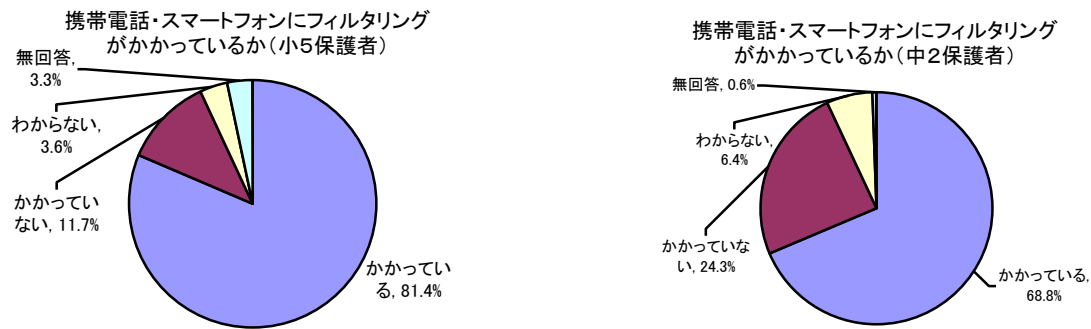 携帯電話・スマートフォンにフィルタリング
がかかっているか（小５保護者）
無回答,
3.3%
わからない,
3.6%
かかってい
ない, 11.7%
かかってい
る, 81.4%
携帯電話・スマートフォンにフィルタリング
がかかっているか（中２保護者）
無回答, 0.6%
わからない,
6.4%
かかっていな
い, 24.3%
かかっている,
68.8%